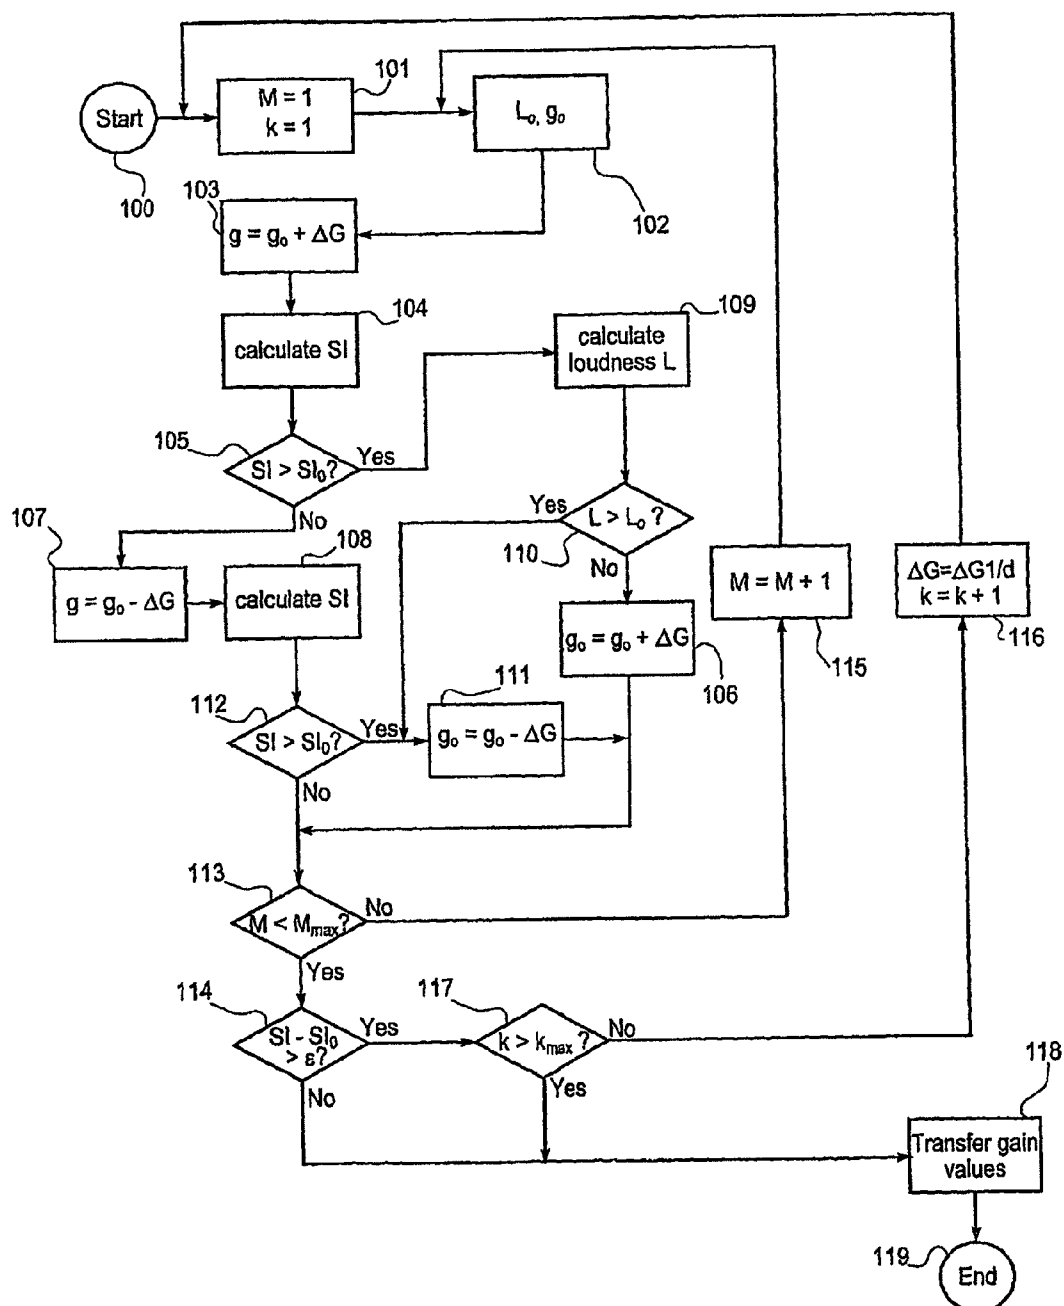 101
Start
M = 1
k = 1
L₀, g₀
100
102
103
g = g₀ + ΔG
104
calculate SI
109
calculate
loudness L
105
SI > SI₀?
Yes
No
Yes
L > L₀ ?
110
No
107
g = g₀ - ΔG
108
calculate SI
M = M + 1
115
ΔG=ΔG1/d
k = k + 1
116
g₀ = g₀ + ΔG
106
112
SI > SI₀?
Yes
No
111
g₀ = g₀ - ΔG
113
M < Mmax?
No
Yes
114
SI - SI₀
> ε?
Yes
No
117
k > kmax ?
No
Yes
118
Transfer gain
values
119
End